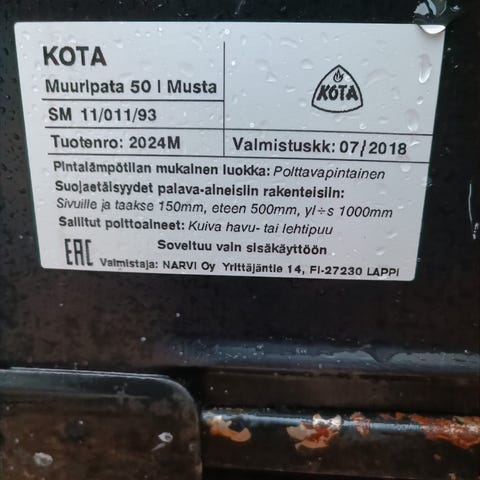 KOTA
Muuripata 50 l Musta
KOTA
SM 11/011/93
Tuotenro: 2024M
Valmistuskk: 07/2018
Pintalämpötilan mukainen luokka: Polttavapintainen
Suojaetäisyydet palava-aineisiin rakenteisiin:
Sivuille ja taakse 150mm, eteen 500mm, yl÷s 1000mm
Sallitut polttoaineet: Kuiva havu- tai lehtipuu
Soveltuu vain sisäkäyttöön
EAC Valmistaja: NARVI Oy Yrittäjäntie 14, FI-27230 LAPPI